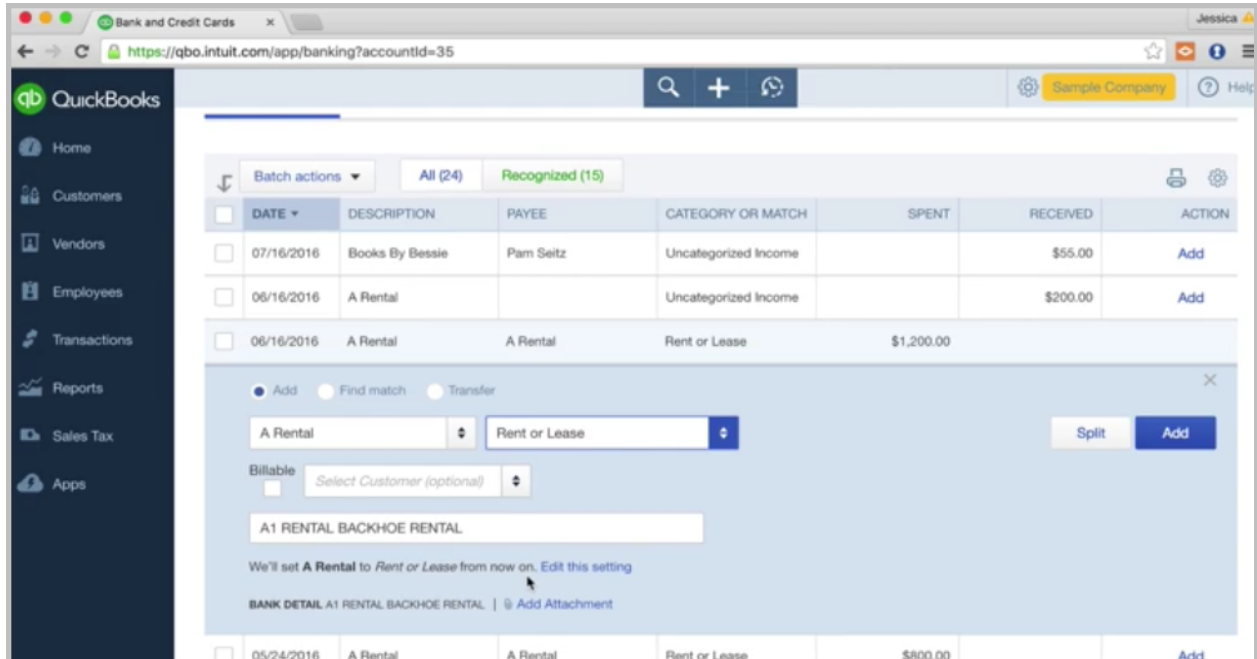 Bank and Credit Cards
Jessica
https://qbo.intuit.com/app/banking?accountId=35
qb QuickBooks
Sample Company
Help
Home
Customers
Vendors
Employees
Transactions
Reports
Sales Tax
Apps
Batch actions All (24) Recognized (15)
DATE DESCRIPTION PAYEE CATEGORY OR MATCH SPENT RECEIVED ACTION
07/16/2016 Books By Bessie Pam Seitz Uncategorized Income $55.00 Add
06/16/2016 A Rental Uncategorized Income $200.00 Add
06/16/2016 A Rental A Rental Rent or Lease $1,200.00
Add Find match Transfer
A Rental Rent or Lease Split Add
Billable
Select Customer (optional)
A1 RENTAL BACKHOE RENTAL
We'll set A Rental to Rent or Lease from now on. Edit this setting
BANK DETAIL A1 RENTAL BACKHOE RENTAL | Add Attachment
05/24/2016 A Rental A Rental Rent or Lease $800.00 Add